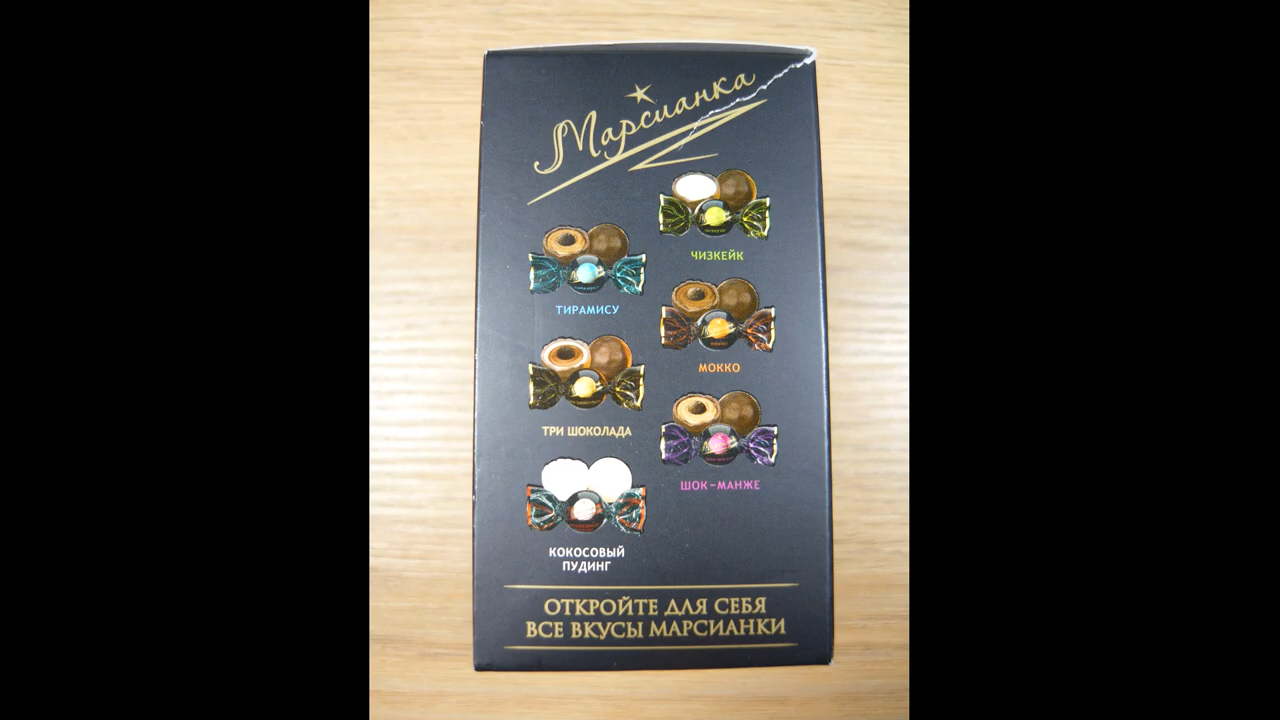 Марсианка
ЧИЗКЕЙК
ТИРАМИСУ
МОККО
ТРИ ШОКОЛАДА
ШОК-МАНЖЕ
КОКОСОВЫЙ
ПУДИНГ
ОТКРОЙТЕ ДЛЯ СЕБЯ
ВСЕ ВКУСЫ МАРСИАНКИ